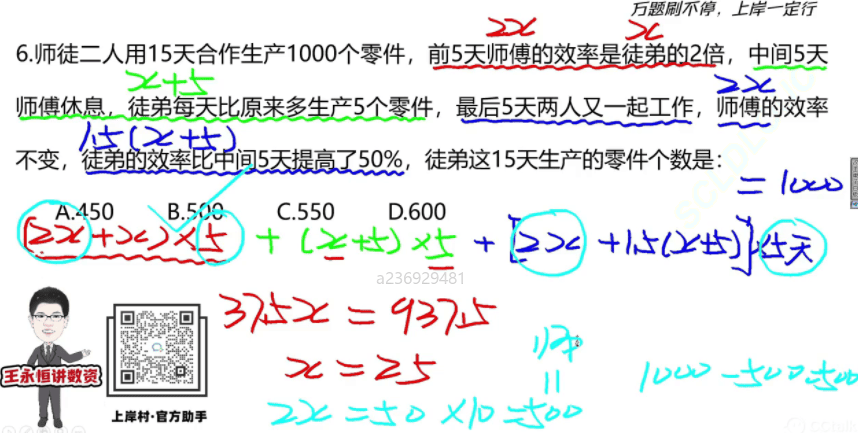 万题刷不停，上岸一定行
2x
x
6.师徒二人用15天合作生产1000个零件，前5天师傅的效率是徒弟的2倍，中间5天
x+5
2x
师傅休息，徒弟每天比原来多生产5个零件，最后5天两人又一起工作，师傅的效率
1.5(x+5)
不变，徒弟的效率比中间5天提高了50%，徒弟这15天生产的零件个数是：
=1000
A.450 B.500 C.550 D.600
(2x+x)×5 + (x+5)×5 + [2x+1.5(x+5)]×5天
a236929481
37.5x=937.5
x=25
1000-500=500
2x=50×10=500
王永恒讲数资
上岸村·官方助手